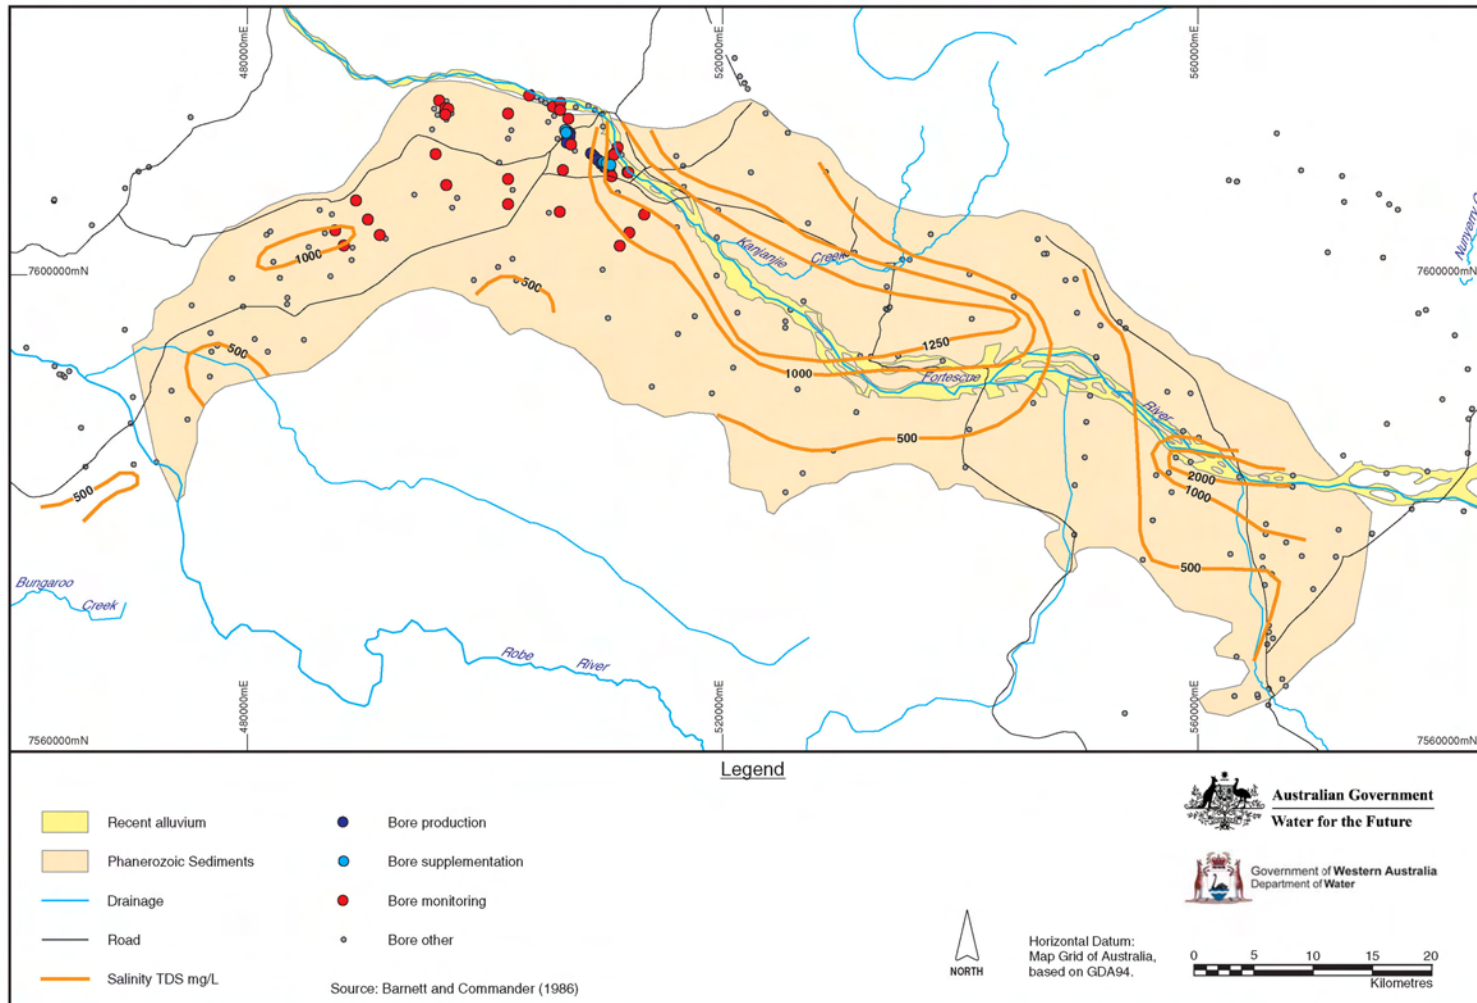 480000mE
520000mE
560000mE
Nunyerry C
Kanjanjie
Creek
7600000mN
7600000mN
1000
500
500
1250
1000
Fortescue
River
500
2000
1000
500
500
Bungaroo
Creek
Robe
River
480000mE
520000mE
560000mE
7560000mN
7560000mN
Legend
Recent alluvium
Phanerozoic Sediments
Drainage
Road
Salinity TDS mg/L
Bore production
Bore supplementation
Bore monitoring
Bore other
Source: Barnett and Commander (1986)
NORTH
Horizontal Datum:
Map Grid of Australia,
based on GDA94.
Australian Government
Water for the Future
Government of Western Australia
Department of Water
0 5 10 15 20
Kilometres